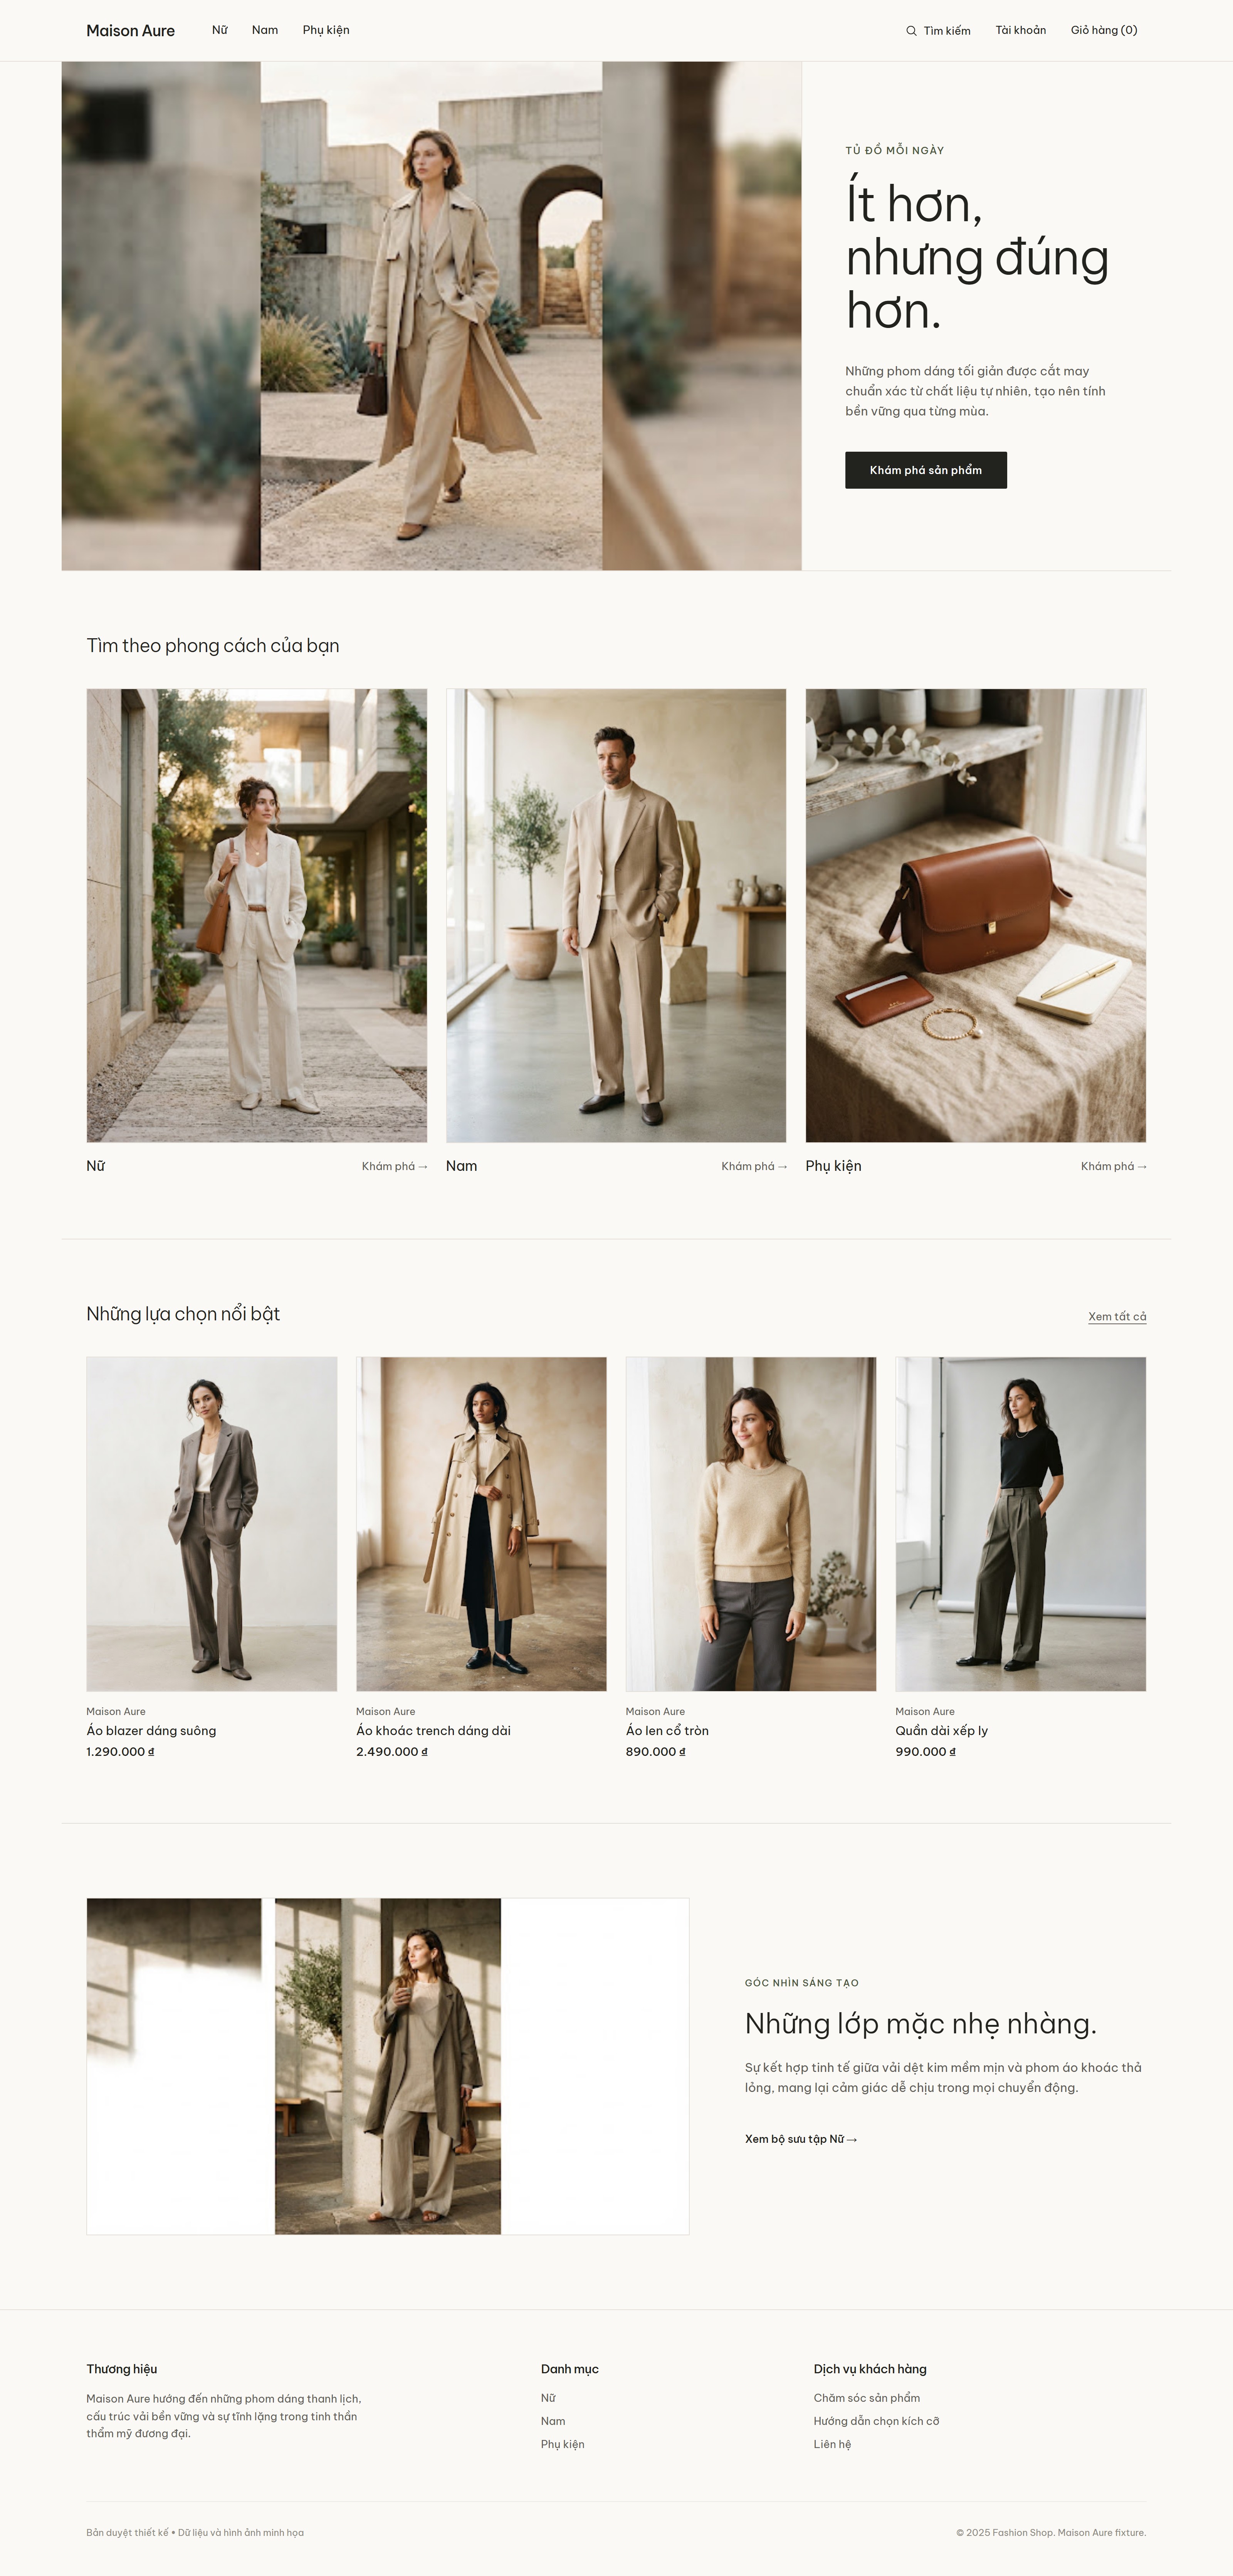 Maison Aure
Nữ
Nam
Phụ kiện
Tìm kiếm
Tài khoản
Giỏ hàng (0)
TỦ ĐỒ MỖI NGÀY
Ít hơn,
nhưng đúng
hơn.
Những phom dáng tối giản được cắt may
chuẩn xác từ chất liệu tự nhiên, tạo nên tính
bền vững qua từng mùa.
Khám phá sản phẩm
Tìm theo phong cách của bạn
Nữ
Khám phá →
Nam
Khám phá →
Phụ kiện
Khám phá →
Những lựa chọn nổi bật
Xem tất cả
Maison Aure
Áo blazer dáng suông
1.290.000 ₫
Maison Aure
Áo khoác trench dáng dài
2.490.000 ₫
Maison Aure
Áo len cổ tròn
890.000 ₫
Maison Aure
Quần dài xếp ly
990.000 ₫
GÓC NHÌN SÁNG TẠO
Những lớp mặc nhẹ nhàng.
Sự kết hợp tinh tế giữa vải dệt kim mềm mịn và phom áo khoác thả
lỏng, mang lại cảm giác dễ chịu trong mọi chuyển động.
Xem bộ sưu tập Nữ →
Thương hiệu
Maison Aure hướng đến những phom dáng thanh lịch,
cấu trúc vải bền vững và sự tĩnh lặng trong tinh thần
thẩm mỹ đương đại.
Danh mục
Nữ
Nam
Phụ kiện
Dịch vụ khách hàng
Chăm sóc sản phẩm
Hướng dẫn chọn kích cỡ
Liên hệ
Bản duyệt thiết kế • Dữ liệu và hình ảnh minh họa
© 2025 Fashion Shop. Maison Aure fixture.